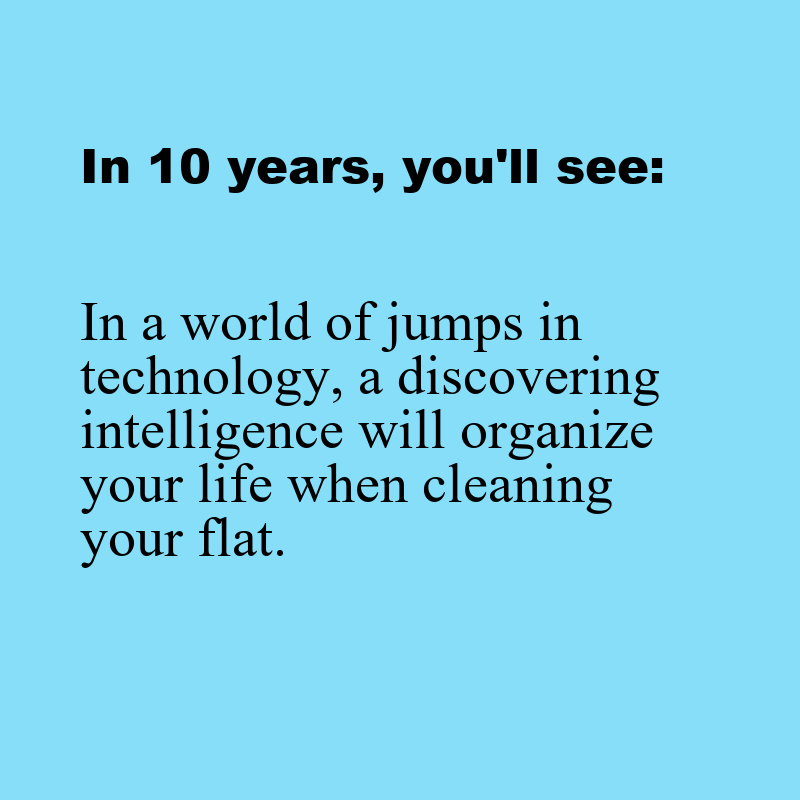 In 10 years, you'll see:
In a world of jumps in
technology, a discovering
intelligence will organize
your life when cleaning
your flat.